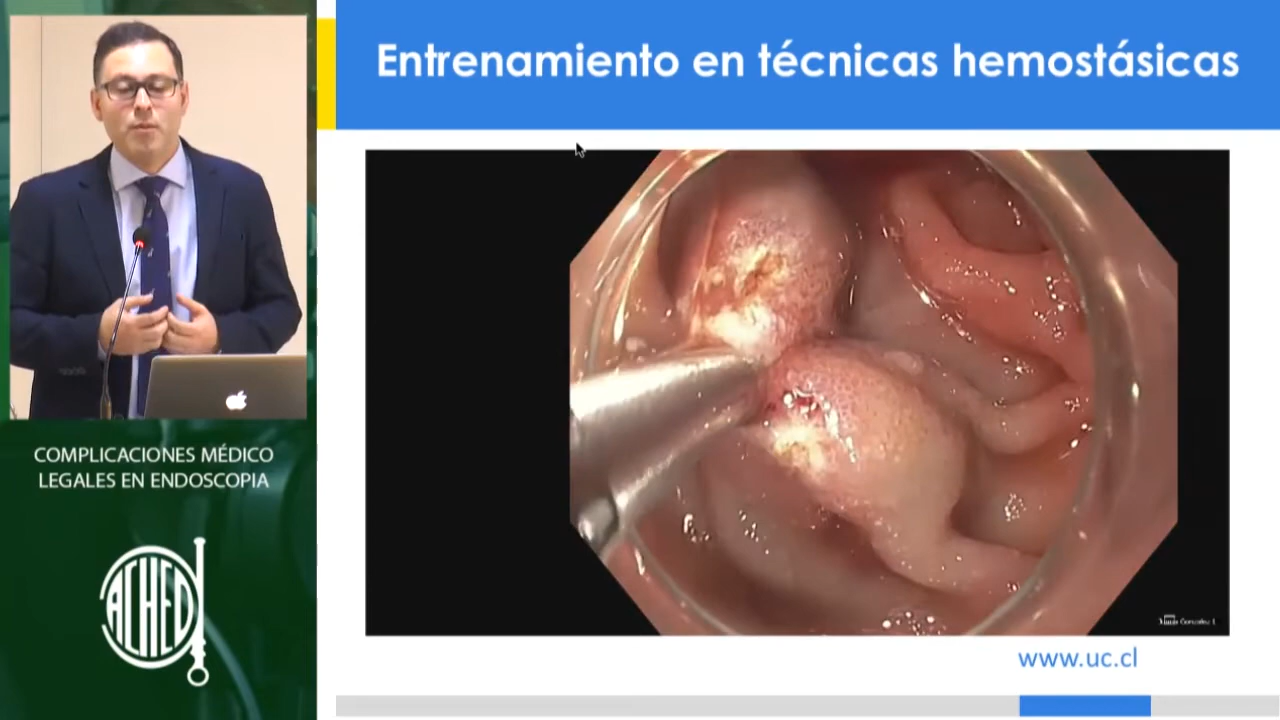 Entrenamiento en técnicas hemostásicas
COMPLICACIONES MÉDICO
LEGALES EN ENDOSCOPIA
ACHED
www.uc.cl